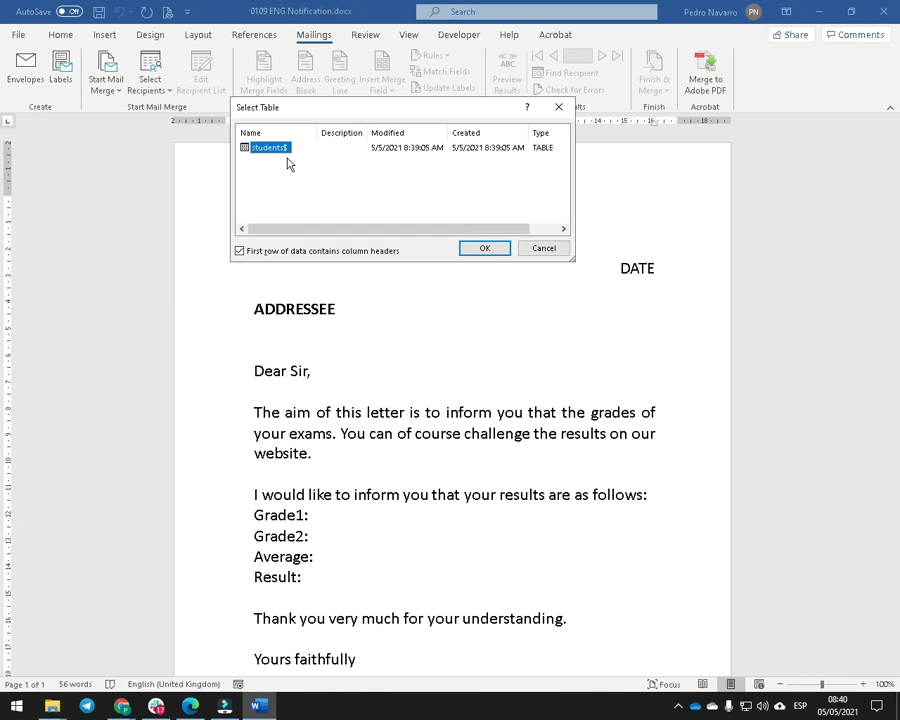 AutoSave Off
0109 ENG Notification.docx
Search
Pedro Navarro PN
File Home Insert Design Layout References Mailings Review View Developer Help Acrobat Share Comments
Envelopes Labels
Create
Start Mail Merge
Select Recipients
Edit Recipient List
Start Mail Merge
Highlight Merge Fields
Address Block
Greeting Line
Insert Merge Field
Rules
Match Fields
Update Labels
ABC
Preview Results
Find Recipient
Check for Errors
Finish & Merge
Finish
Merge to Adobe PDF
Acrobat
Select Table
Name Description Modified Created Type
students$ 5/5/2021 8:39:05 AM 5/5/2021 8:39:05 AM TABLE
First row of data contains column headers
OK Cancel
DATE
ADDRESSEE
Dear Sir,
The aim of this letter is to inform you that the grades of
your exams. You can of course challenge the results on our
website.
I would like to inform you that your results are as follows:
Grade1:
Grade2:
Average:
Result:
Thank you very much for your understanding.
Yours faithfully
Page 1 of 1 56 words English (United Kingdom) Focus 100%
ESP
08:40
05/05/2021